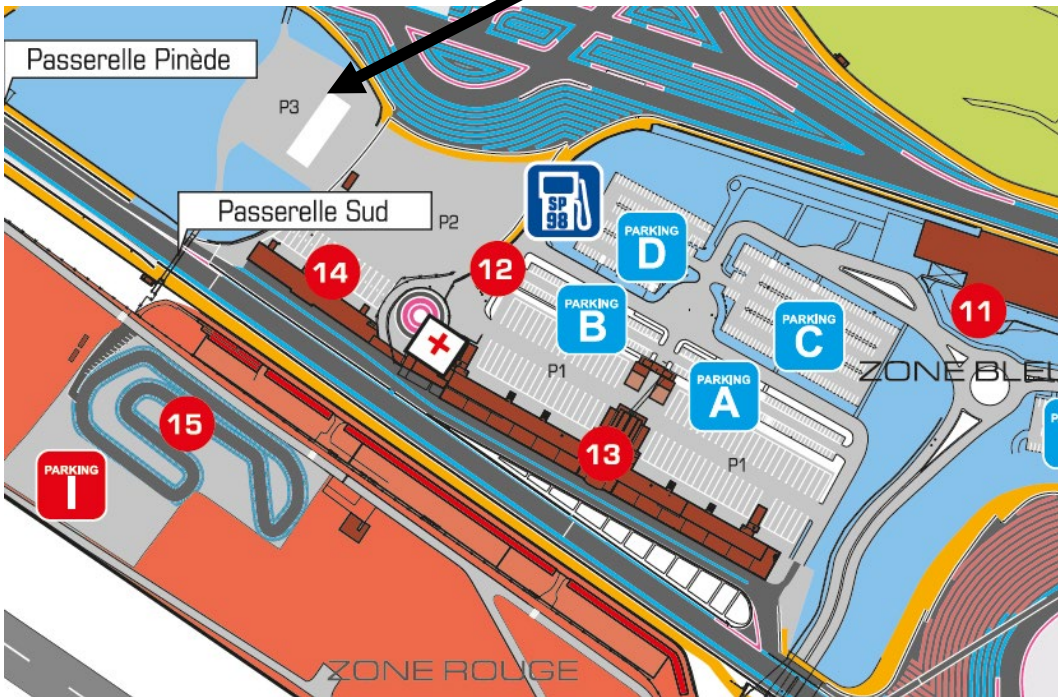 Passerelle Pinède
P3
Passerelle Sud
P2
SP
98
PARKING
D
14
12
PARKING
B
PARKING
C
11
ZONE BLEU
P1
PARKING
A
15
13
P1
PARKING
I
ZONE ROUGE